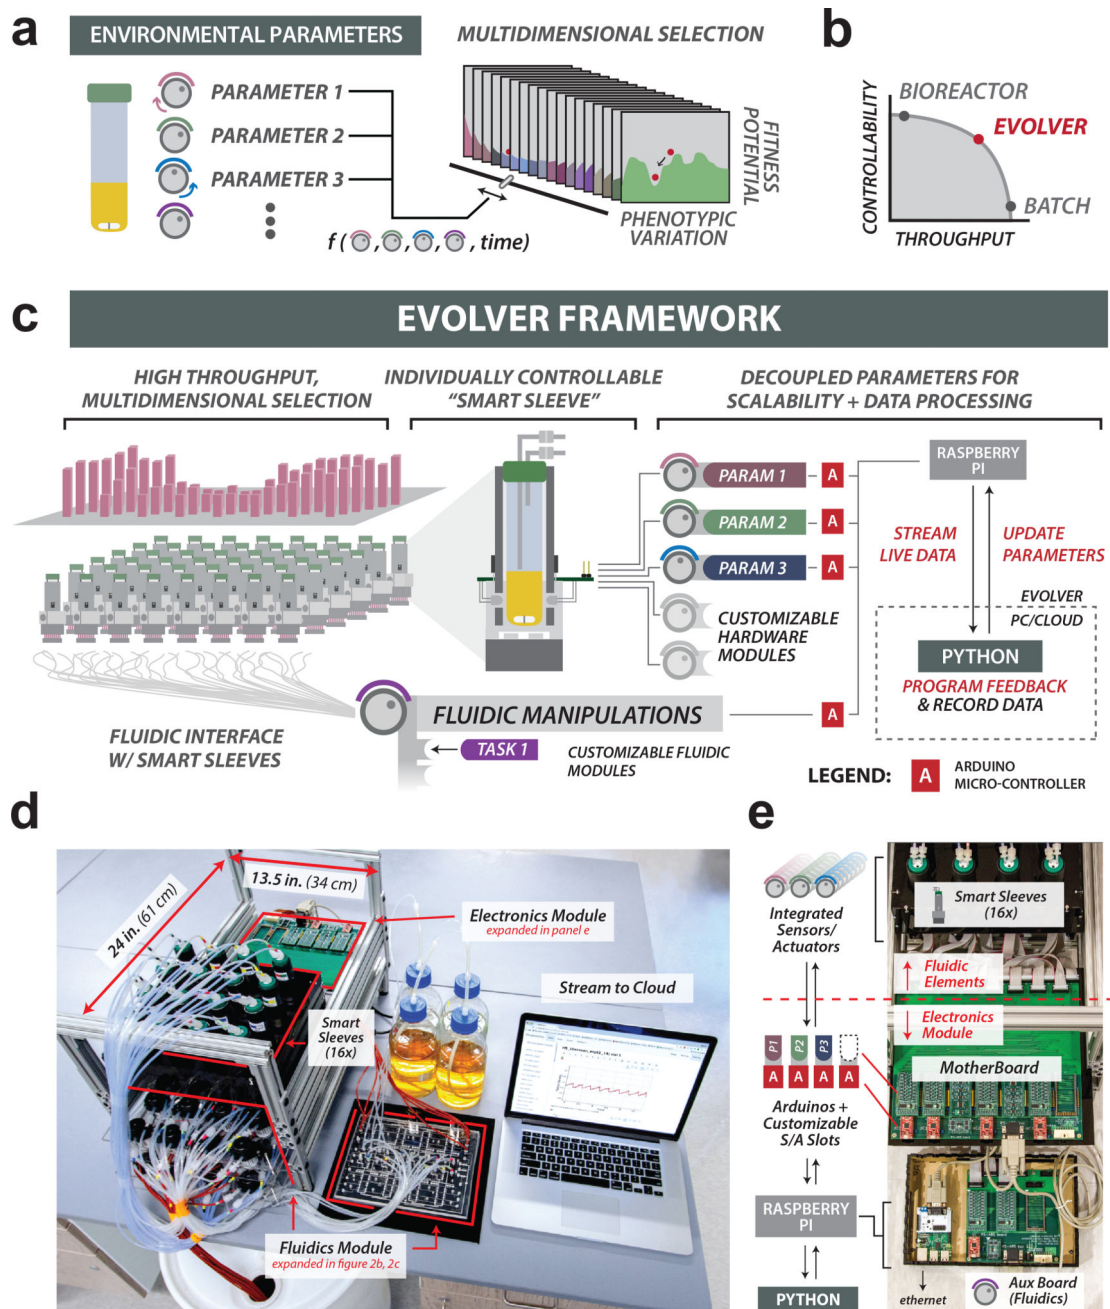 a
ENVIRONMENTAL PARAMETERS
PARAMETER 1
PARAMETER 2
PARAMETER 3
f ( , , , , time)
MULTIDIMENSIONAL SELECTION
FITNESS
POTENTIAL
PHENOTYPIC
VARIATION
b
CONTROLLABILITY
BIOREACTOR
EVOLVER
BATCH
THROUGHPUT
c
EVOLVER FRAMEWORK
HIGH THROUGHPUT,
MULTIDIMENSIONAL SELECTION
INDIVIDUALLY CONTROLLABLE
“SMART SLEEVE”
DECOUPLED PARAMETERS FOR
SCALABILITY + DATA PROCESSING
PARAM 1
A
PARAM 2
A
PARAM 3
A
CUSTOMIZABLE
HARDWARE
MODULES
RASPBERRY
PI
STREAM
LIVE DATA
UPDATE
PARAMETERS
EVOLVER
PC/CLOUD
PYTHON
PROGRAM FEEDBACK
& RECORD DATA
FLUIDIC INTERFACE
W/ SMART SLEEVES
FLUIDIC MANIPULATIONS
A
TASK 1
CUSTOMIZABLE FLUIDIC
MODULES
LEGEND:
A
ARDUINO
MICRO-CONTROLLER
d
24 in. (61 cm)
13.5 in. (34 cm)
Electronics Module
expanded in panel e
Smart
Sleeves
(16x)
Stream to Cloud
Fluidics Module
expanded in figure 2b, 2c
e
Integrated
Sensors/
Actuators
Smart Sleeves
(16x)
Fluidic
Elements
Electronics
Module
P1
P2
P3
A
A
A
A
MotherBoard
Arduinos +
Customizable
S/A Slots
RASPBERRY
PI
PYTHON
ethernet
Aux Board
(Fluidics)